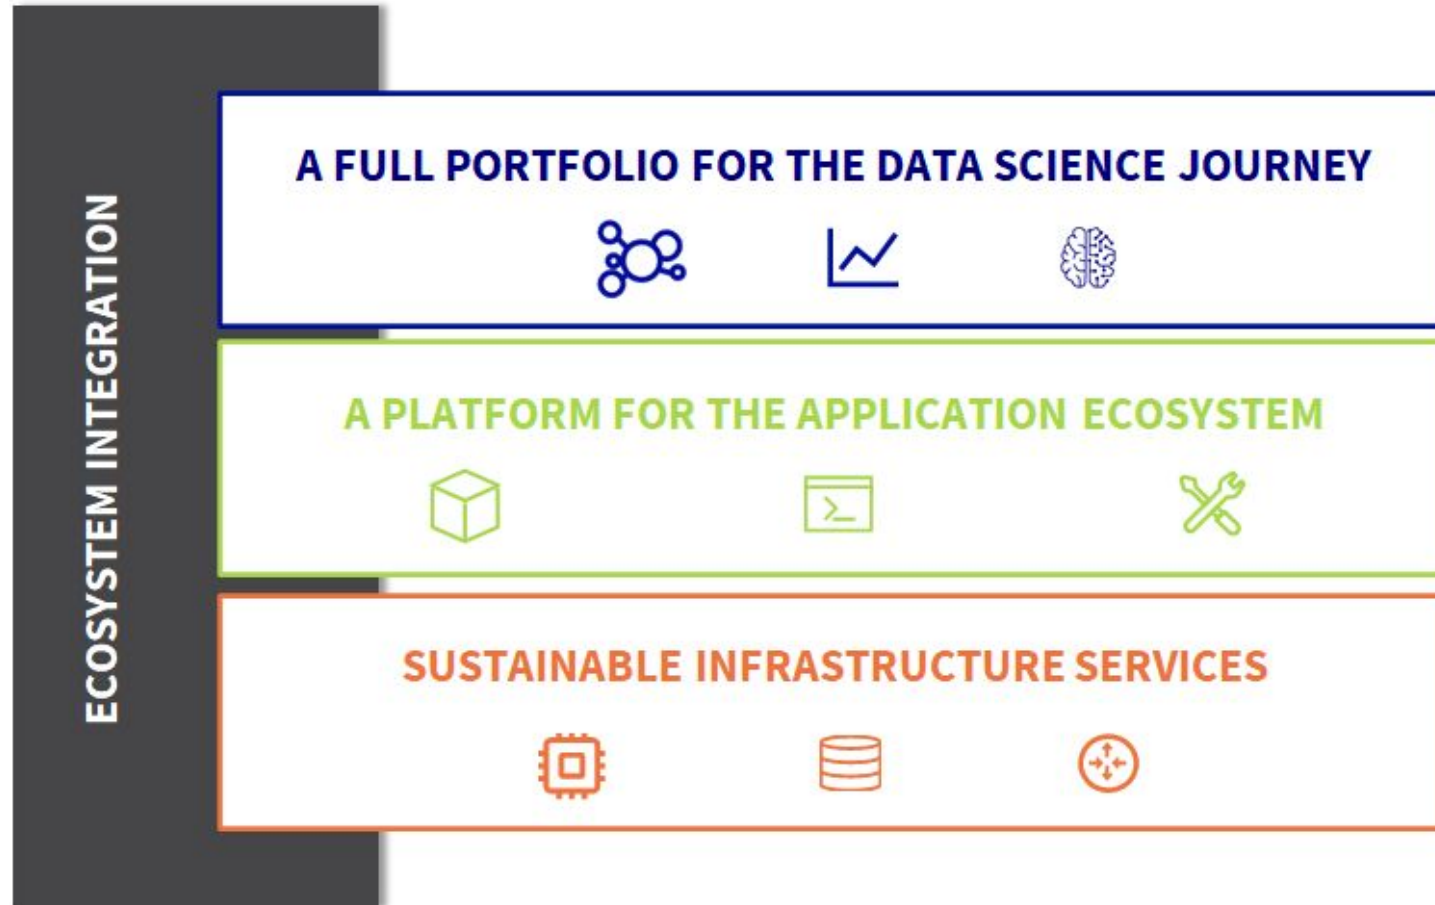 ECOSYSTEM INTEGRATION
A FULL PORTFOLIO FOR THE DATA SCIENCE JOURNEY
A PLATFORM FOR THE APPLICATION ECOSYSTEM
SUSTAINABLE INFRASTRUCTURE SERVICES